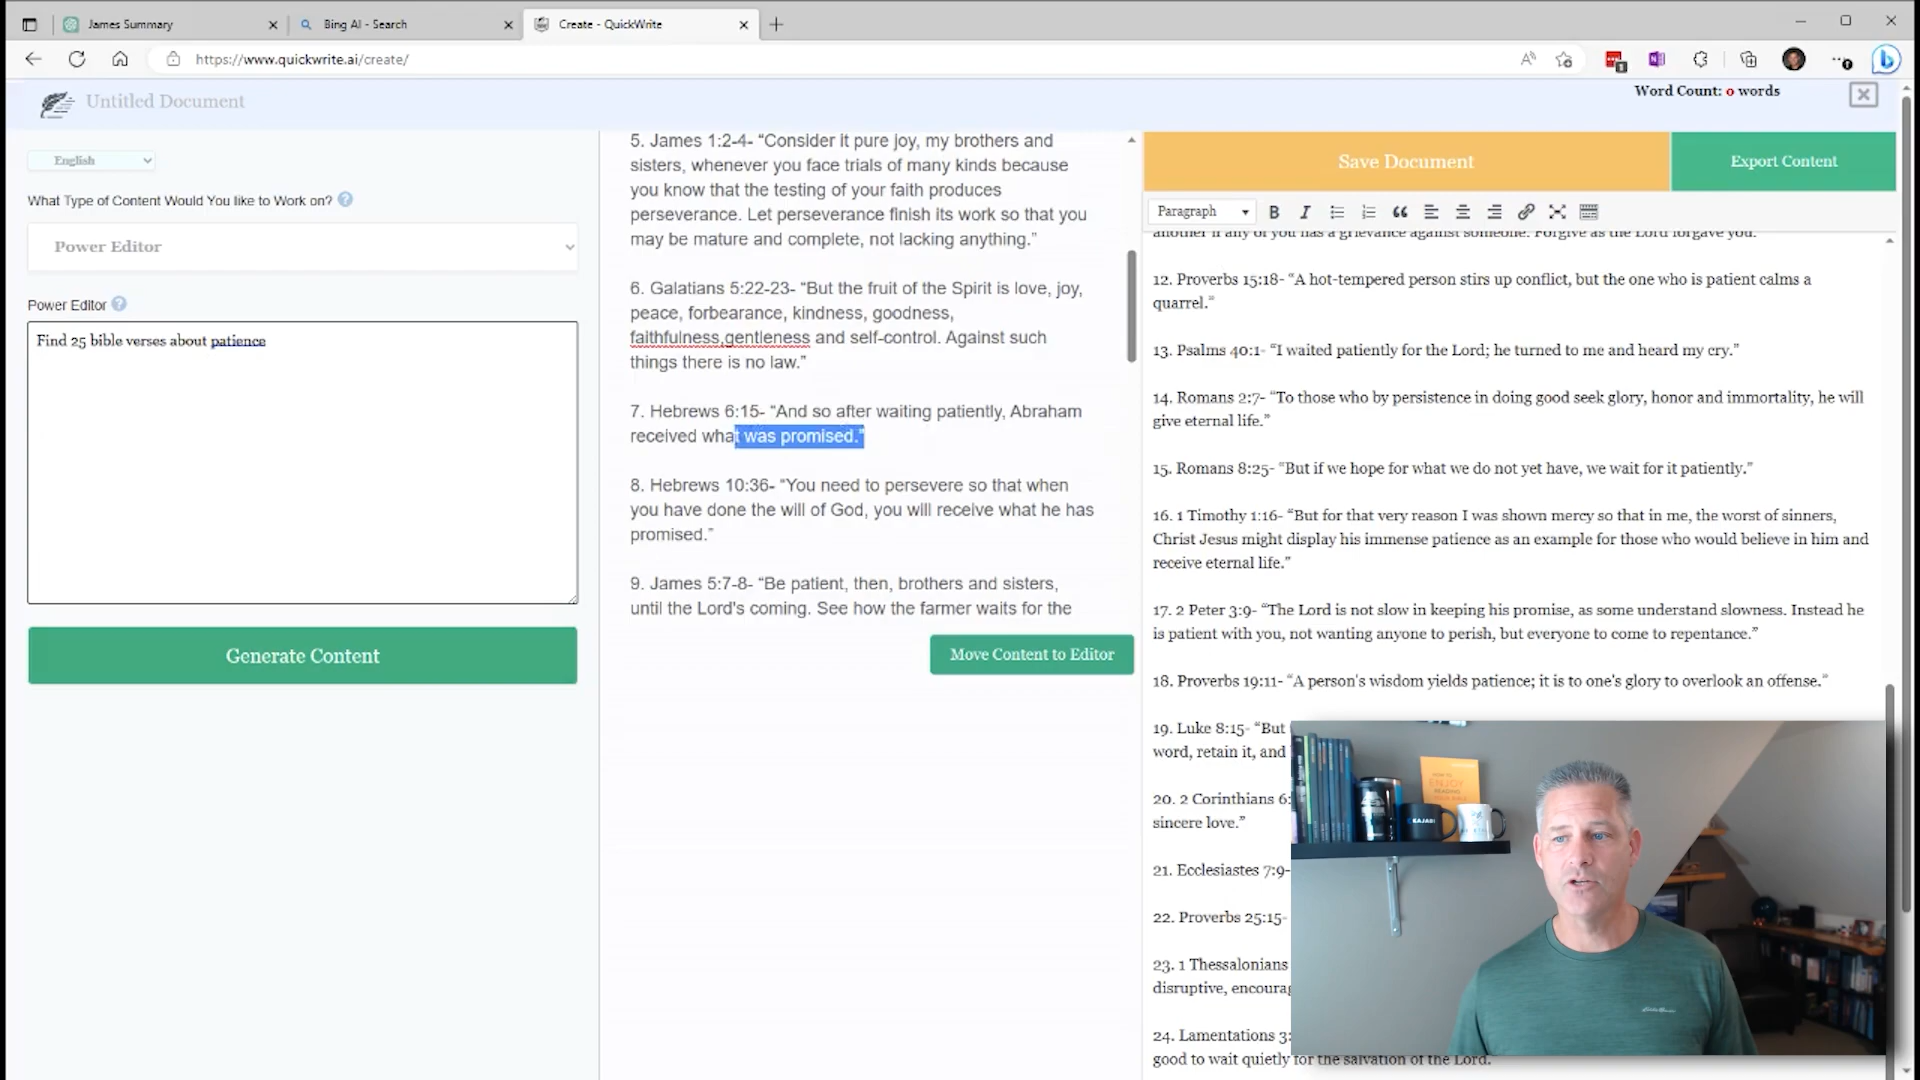 James Summary
Bing AI - Search
Create - QuickWrite
https://www.quickwrite.ai/create/
Untitled Document
Word Count: 0 words
English
What Type of Content Would You like to Work on?
Power Editor
Power Editor
Find 25 bible verses about patience
Generate Content
5. James 1:2-4- “Consider it pure joy, my brothers and
sisters, whenever you face trials of many kinds because
you know that the testing of your faith produces
perseverance. Let perseverance finish its work so that you
may be mature and complete, not lacking anything.”
6. Galatians 5:22-23- “But the fruit of the Spirit is love, joy,
peace, forbearance, kindness, goodness,
faithfulness,gentleness and self-control. Against such
things there is no law.”
7. Hebrews 6:15- “And so after waiting patiently, Abraham
received what was promised.”
8. Hebrews 10:36- “You need to persevere so that when
you have done the will of God, you will receive what he has
promised.”
9. James 5:7-8- “Be patient, then, brothers and sisters,
until the Lord's coming. See how the farmer waits for the
Move Content to Editor
Save Document
Export Content
Paragraph
another if any of you has a grievance against someone. Forgive as the Lord forgave you.
12. Proverbs 15:18- “A hot-tempered person stirs up conflict, but the one who is patient calms a
quarrel.”
13. Psalms 40:1- “I waited patiently for the Lord; he turned to me and heard my cry.”
14. Romans 2:7- “To those who by persistence in doing good seek glory, honor and immortality, he will
give eternal life.”
15. Romans 8:25- “But if we hope for what we do not yet have, we wait for it patiently.”
16. 1 Timothy 1:16- “But for that very reason I was shown mercy so that in me, the worst of sinners,
Christ Jesus might display his immense patience as an example for those who would believe in him and
receive eternal life.”
17. 2 Peter 3:9- “The Lord is not slow in keeping his promise, as some understand slowness. Instead he
is patient with you, not wanting anyone to perish, but everyone to come to repentance.”
18. Proverbs 19:11- “A person's wisdom yields patience; it is to one's glory to overlook an offense.”
19. Luke 8:15- “But
word, retain it, and
20. 2 Corinthians 6:
sincere love.”
21. Ecclesiastes 7:9-
22. Proverbs 25:15-
23. 1 Thessalonians
disruptive, encourag
24. Lamentations 3:
good to wait quietly for the salvation of the Lord.
ENJOY
KAJABI